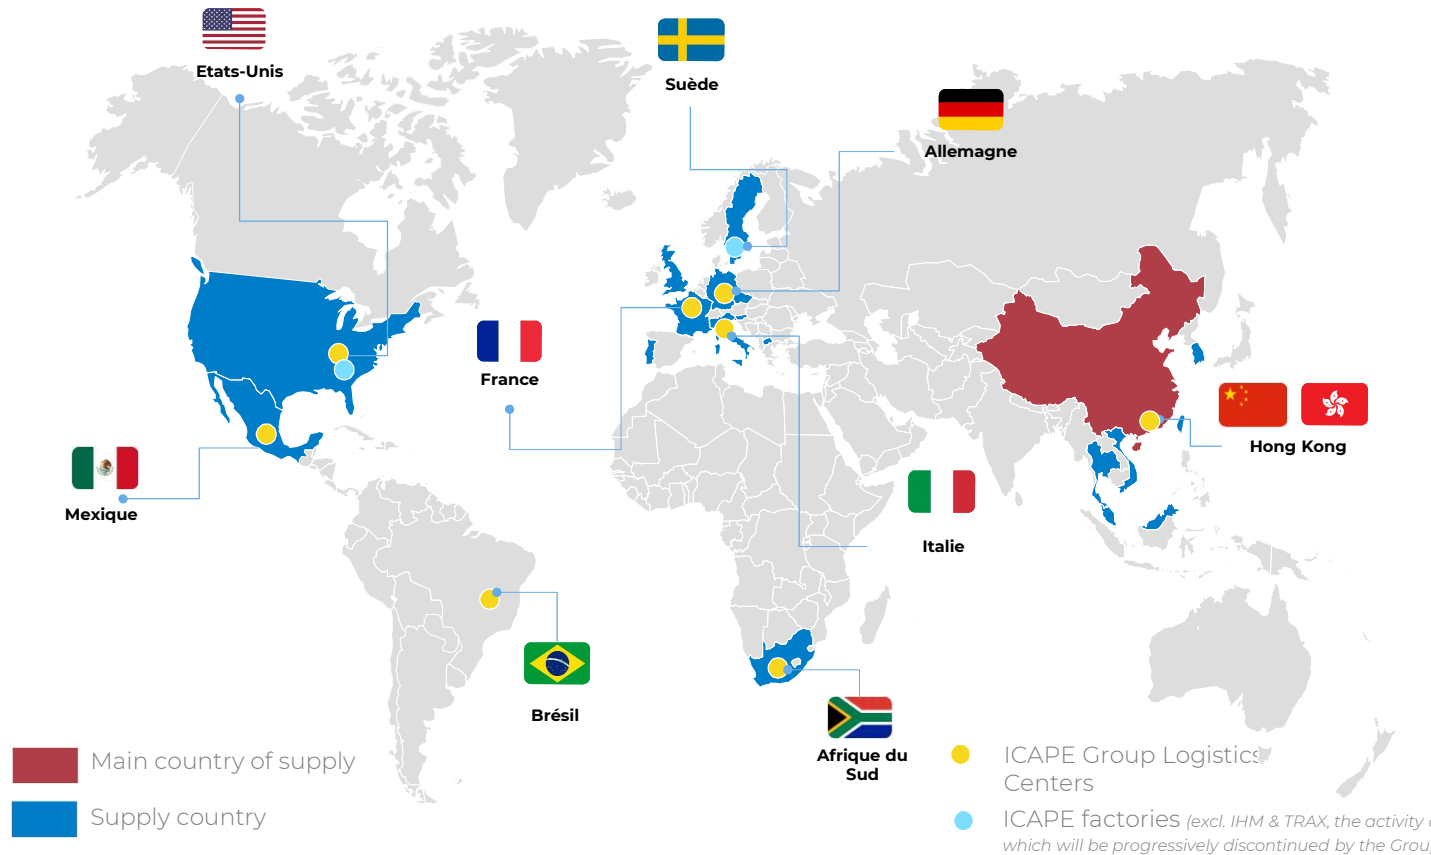 Etats-Unis
Suède
Allemagne
France
Hong Kong
Mexique
Italie
Brésil
Afrique du
Sud
Main country of supply
Supply country
ICAPE Group Logistics
Centers
ICAPE factories (excl. IHM & TRAX, the activity
which will be progressively discontinued by the